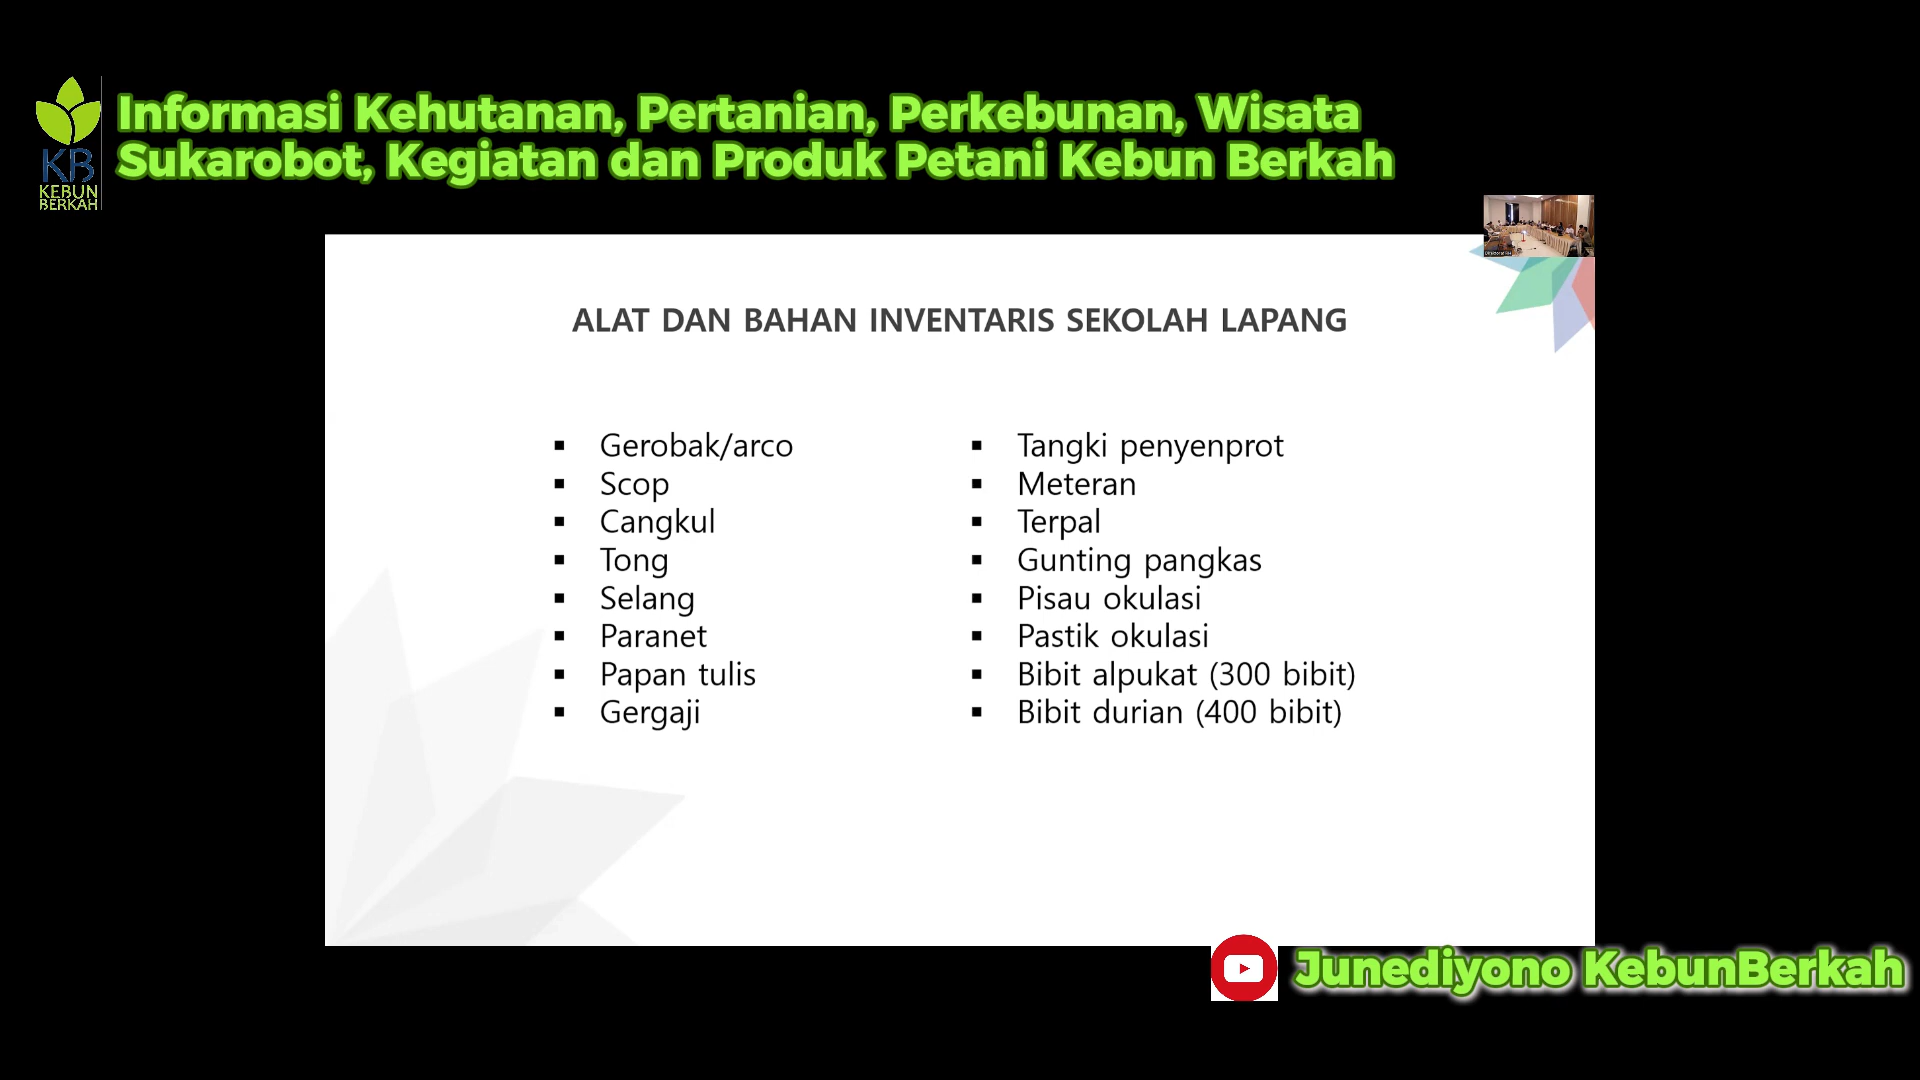 Informasi Kehutanan, Pertanian, Perkebunan, Wisata
Sukarobot, Kegiatan dan Produk Petani Kebun Berkah
KB
KEBUN
BERKAH
ALAT DAN BAHAN INVENTARIS SEKOLAH LAPANG
Gerobak/arco
Scop
Cangkul
Tong
Selang
Paranet
Papan tulis
Gergaji
Tangki penyenprot
Meteran
Terpal
Gunting pangkas
Pisau okulasi
Pastik okulasi
Bibit alpukat (300 bibit)
Bibit durian (400 bibit)
Junediyono KebunBerkah